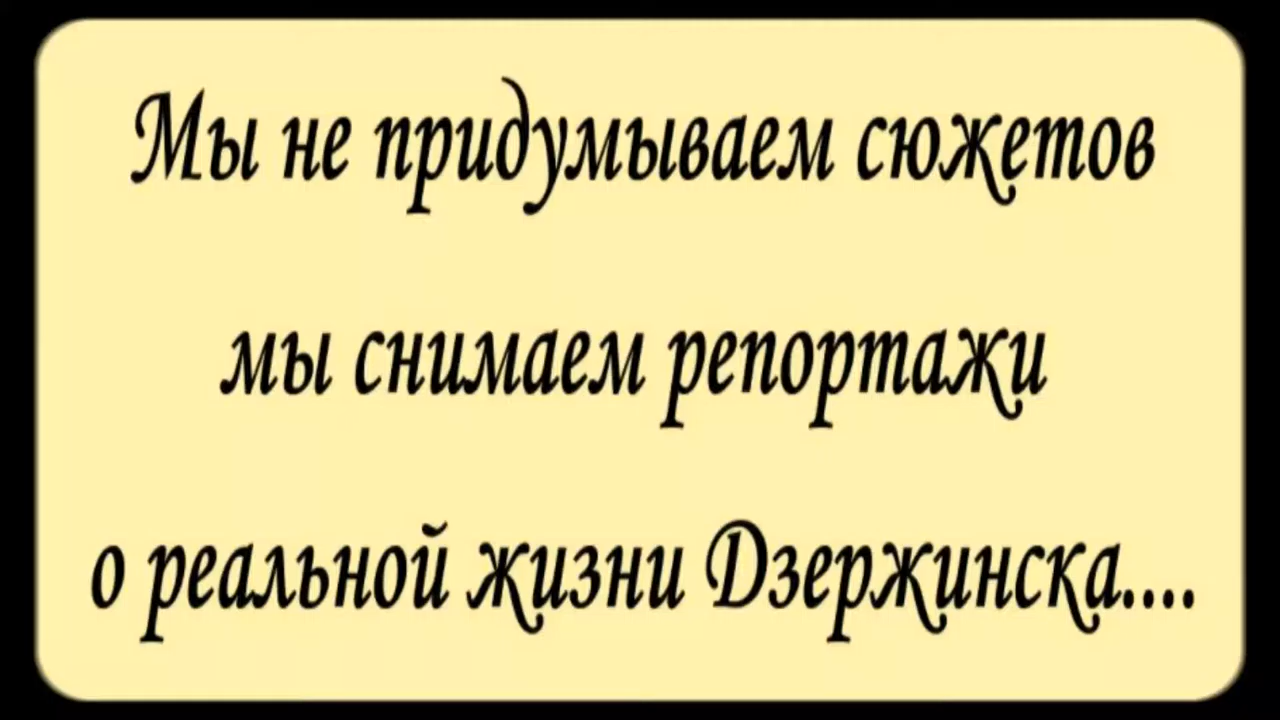 Мы не придумываем сюжетов
мы снимаем репортажи
о реальной жизни Дзержинска....